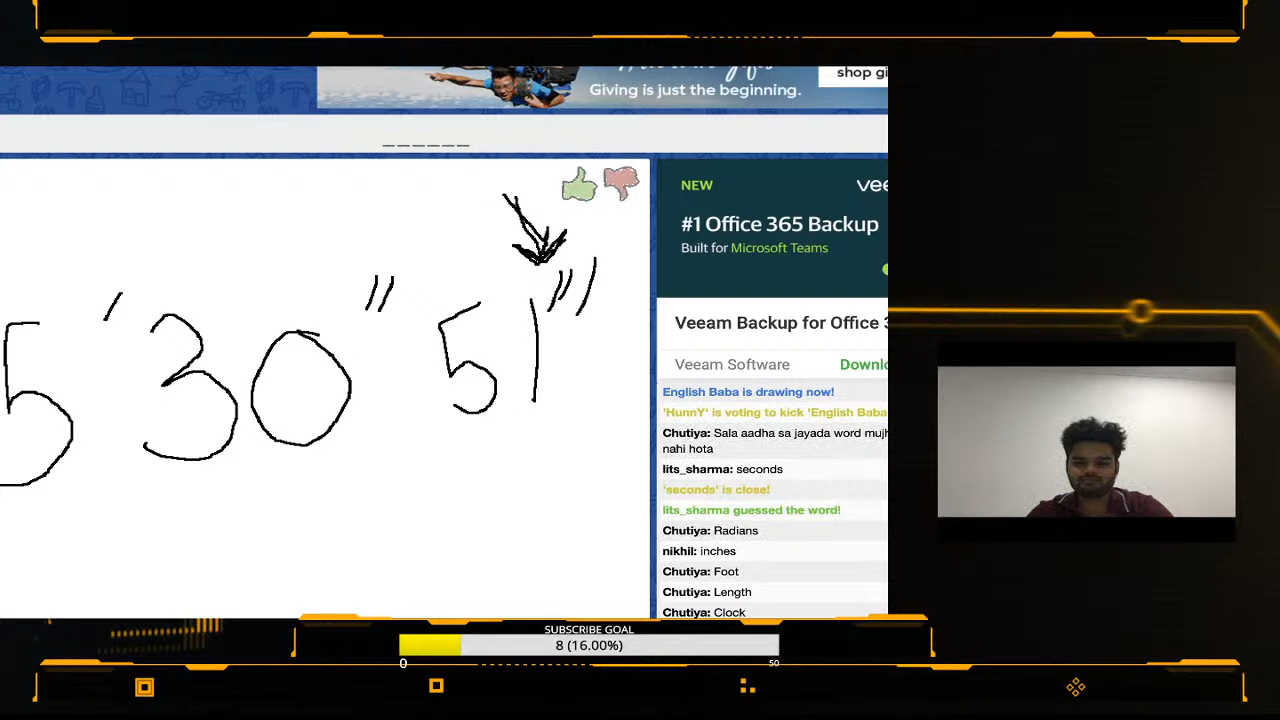 Giving is just the beginning.
shop gi
______
NEW
vee
#1 Office 365 Backup
Built for Microsoft Teams
5 ' 30 '' 51 '''
Veeam Backup for Office 3
Veeam Software
Downlo
English Baba is drawing now!
'HunnY' is voting to kick 'English Baba
Chutiya: Sala aadha sa jayada word mujh
nahi hota
lits_sharma: seconds
'seconds' is close!
lits_sharma guessed the word!
Chutiya: Radians
nikhil: inches
Chutiya: Foot
Chutiya: Length
Chutiya: Clock
SUBSCRIBE GOAL
8 (16.00%)
0
50